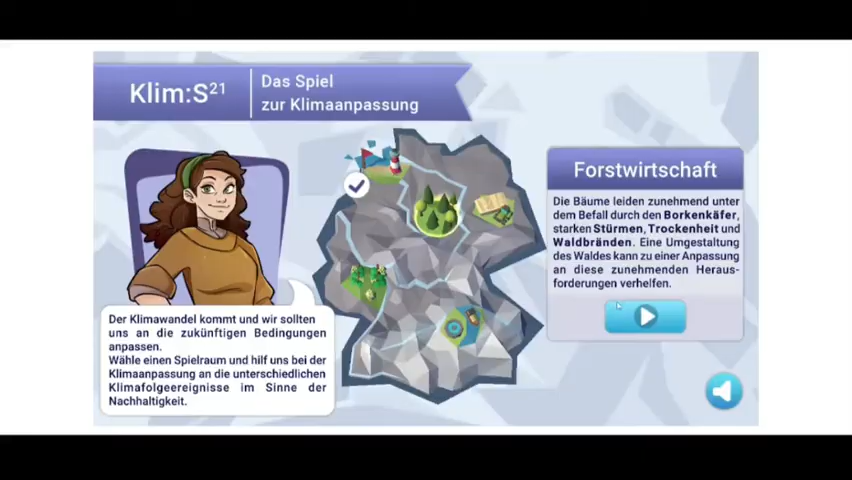 Klim:S²¹
Das Spiel
zur Klimaanpassung
Der Klimawandel kommt und wir sollten
uns an die zukünftigen Bedingungen
anpassen.
Wähle einen Spielraum und hilf uns bei der
Klimaanpassung an die unterschiedlichen
Klimafolgeereignisse im Sinne der
Nachhaltigkeit.
Forstwirtschaft
Die Bäume leiden zunehmend unter
dem Befall durch den Borkenkäfer,
starken Stürmen, Trockenheit und
Waldbränden. Eine Umgestaltung
des Waldes kann zu einer Anpassung
an diese zunehmenden Heraus-
forderungen verhelfen.